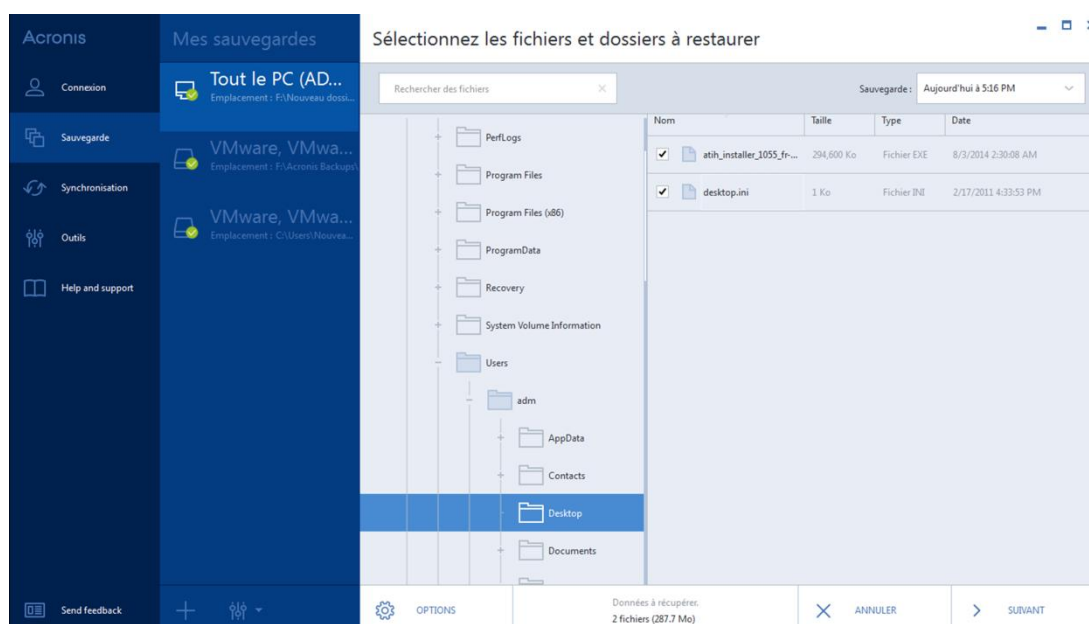 Acronis
Connexion
Sauvegarde
Synchronisation
Outils
Help and support
Send feedback
Mes sauvegardes
Tout le PC (AD...
Emplacement : F:\Nouveau dossi...
VMware, VMwa...
Emplacement : F:\Acronis Backups\
VMware, VMwa...
Emplacement : C:\Users\Nouvea...
Sélectionnez les fichiers et dossiers à restaurer
Rechercher des fichiers
Sauvegarde : Aujourd'hui à 5:16 PM
PerfLogs
Program Files
Program Files (x86)
ProgramData
Recovery
System Volume Information
Users
adm
AppData
Contacts
Desktop
Documents
Nom Taille Type Date
atih_installer_1055_fr-... 294,600 Ko Fichier EXE 8/3/2014 2:30:08 AM
desktop.ini 1 Ko Fichier INI 2/17/2011 4:33:53 PM
OPTIONS
Données à récupérer.
2 fichiers (287.7 Mo)
ANNULER
SUIVANT